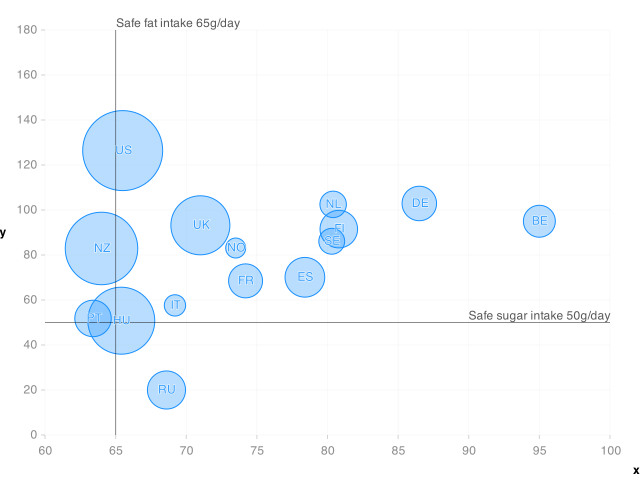 Safe fat intake 65g/day
180
160
140
120
100
80
60
40
20
0
y
US
NL
DE
BE
UK
FI
NO
SE
NZ
FR
ES
IT
PT
HU
Safe sugar intake 50g/day
RU
60
65
70
75
80
85
90
95
100
x